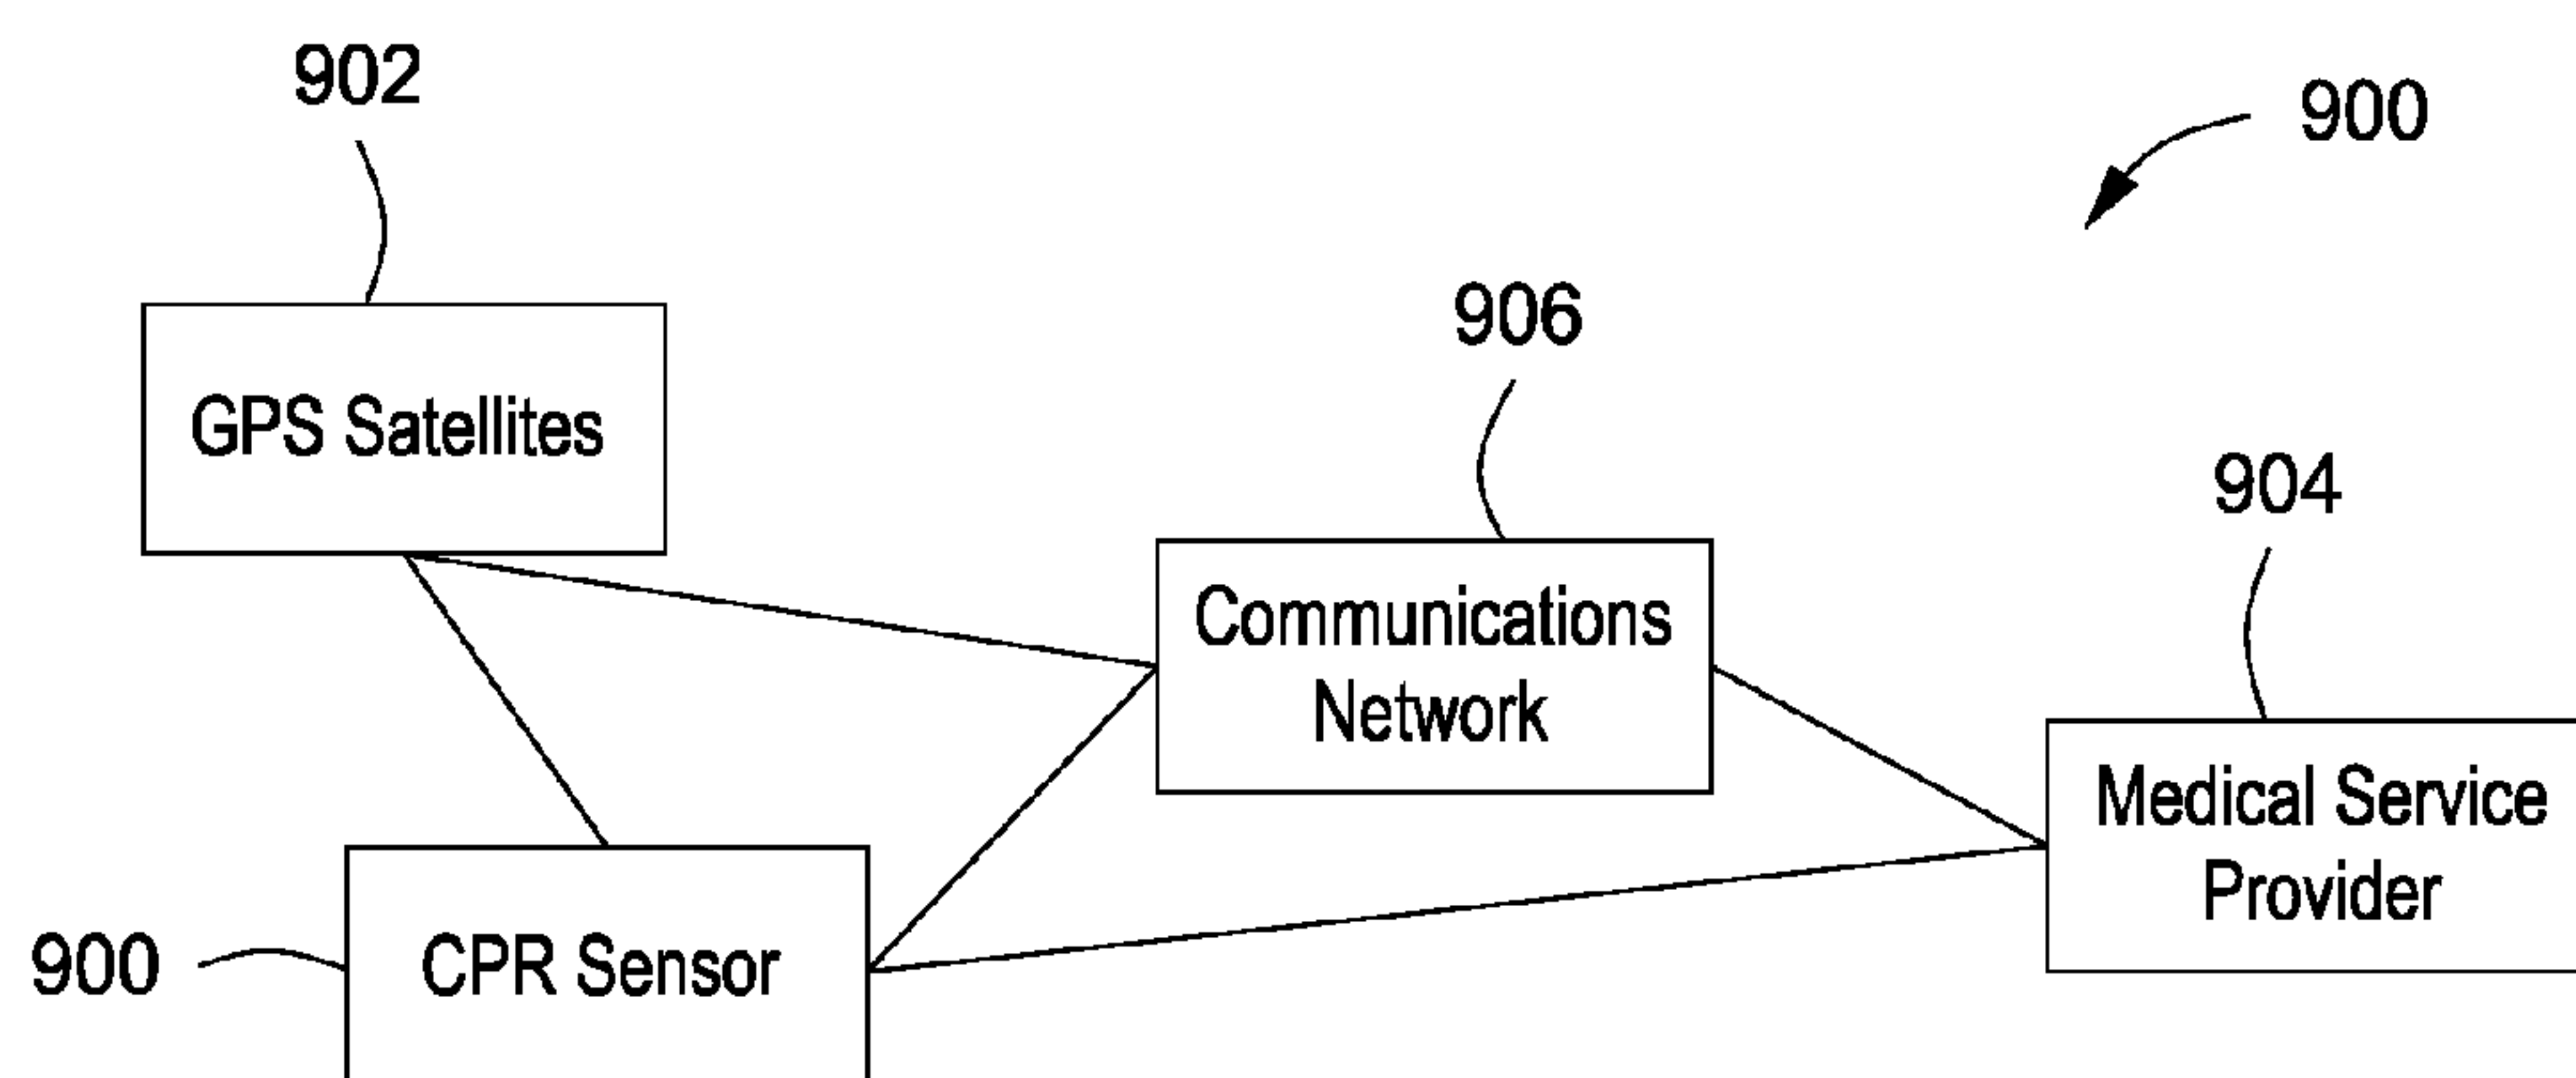 902
900
906
GPS Satellites
904
Communications
Network
Medical Service
Provider
900
CPR Sensor